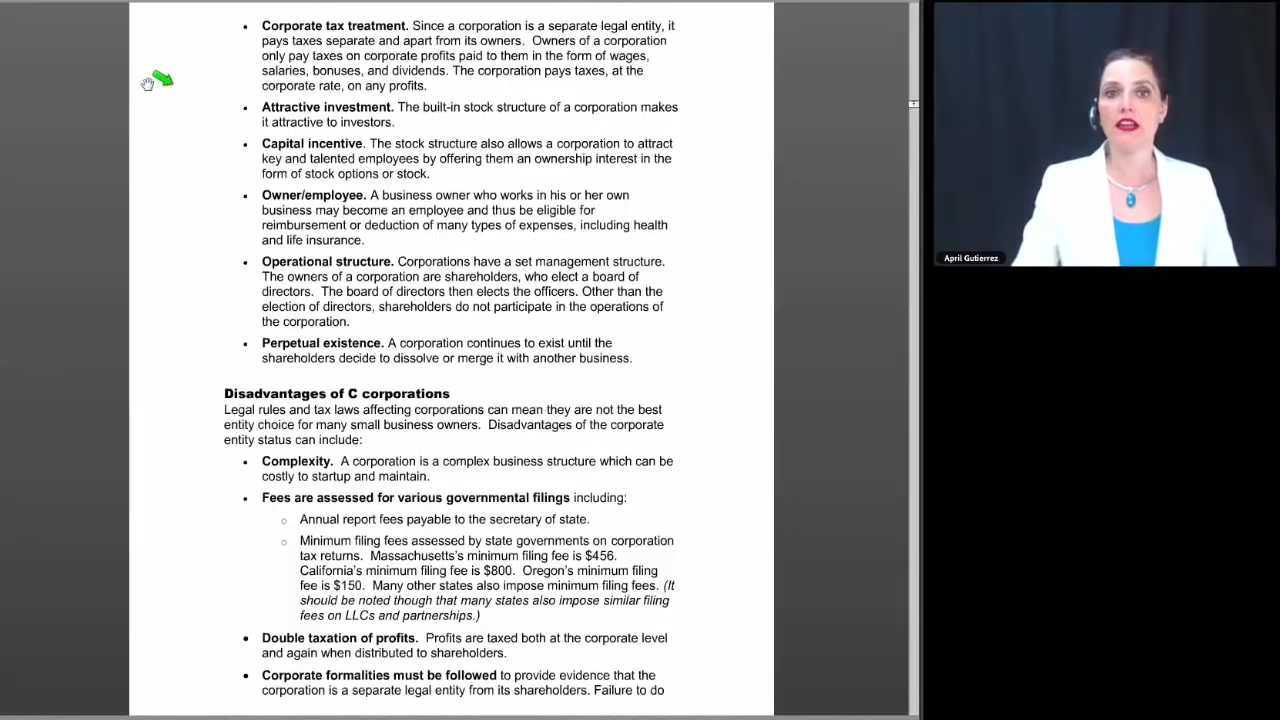 Corporate tax treatment. Since a corporation is a separate legal entity, it
pays taxes separate and apart from its owners.  Owners of a corporation
only pay taxes on corporate profits paid to them in the form of wages,
salaries, bonuses, and dividends. The corporation pays taxes, at the
corporate rate, on any profits.
Attractive investment. The built-in stock structure of a corporation makes
it attractive to investors.
Capital incentive. The stock structure also allows a corporation to attract
key and talented employees by offering them an ownership interest in the
form of stock options or stock.
Owner/employee. A business owner who works in his or her own
business may become an employee and thus be eligible for
reimbursement or deduction of many types of expenses, including health
and life insurance.
Operational structure. Corporations have a set management structure.
The owners of a corporation are shareholders, who elect a board of
directors.  The board of directors then elects the officers. Other than the
election of directors, shareholders do not participate in the operations of
the corporation.
Perpetual existence. A corporation continues to exist until the
shareholders decide to dissolve or merge it with another business.
Disadvantages of C corporations
Legal rules and tax laws affecting corporations can mean they are not the best
entity choice for many small business owners.  Disadvantages of the corporate
entity status can include:
Complexity.  A corporation is a complex business structure which can be
costly to startup and maintain.
Fees are assessed for various governmental filings including:
Annual report fees payable to the secretary of state.
Minimum filing fees assessed by state governments on corporation
tax returns.  Massachusetts's minimum filing fee is $456.
California's minimum filing fee is $800.  Oregon's minimum filing
fee is $150.  Many other states also impose minimum filing fees. (It
should be noted though that many states also impose similar filing
fees on LLCs and partnerships.)
Double taxation of profits.  Profits are taxed both at the corporate level
and again when distributed to shareholders.
Corporate formalities must be followed to provide evidence that the
corporation is a separate legal entity from its shareholders. Failure to do
April Gutierrez